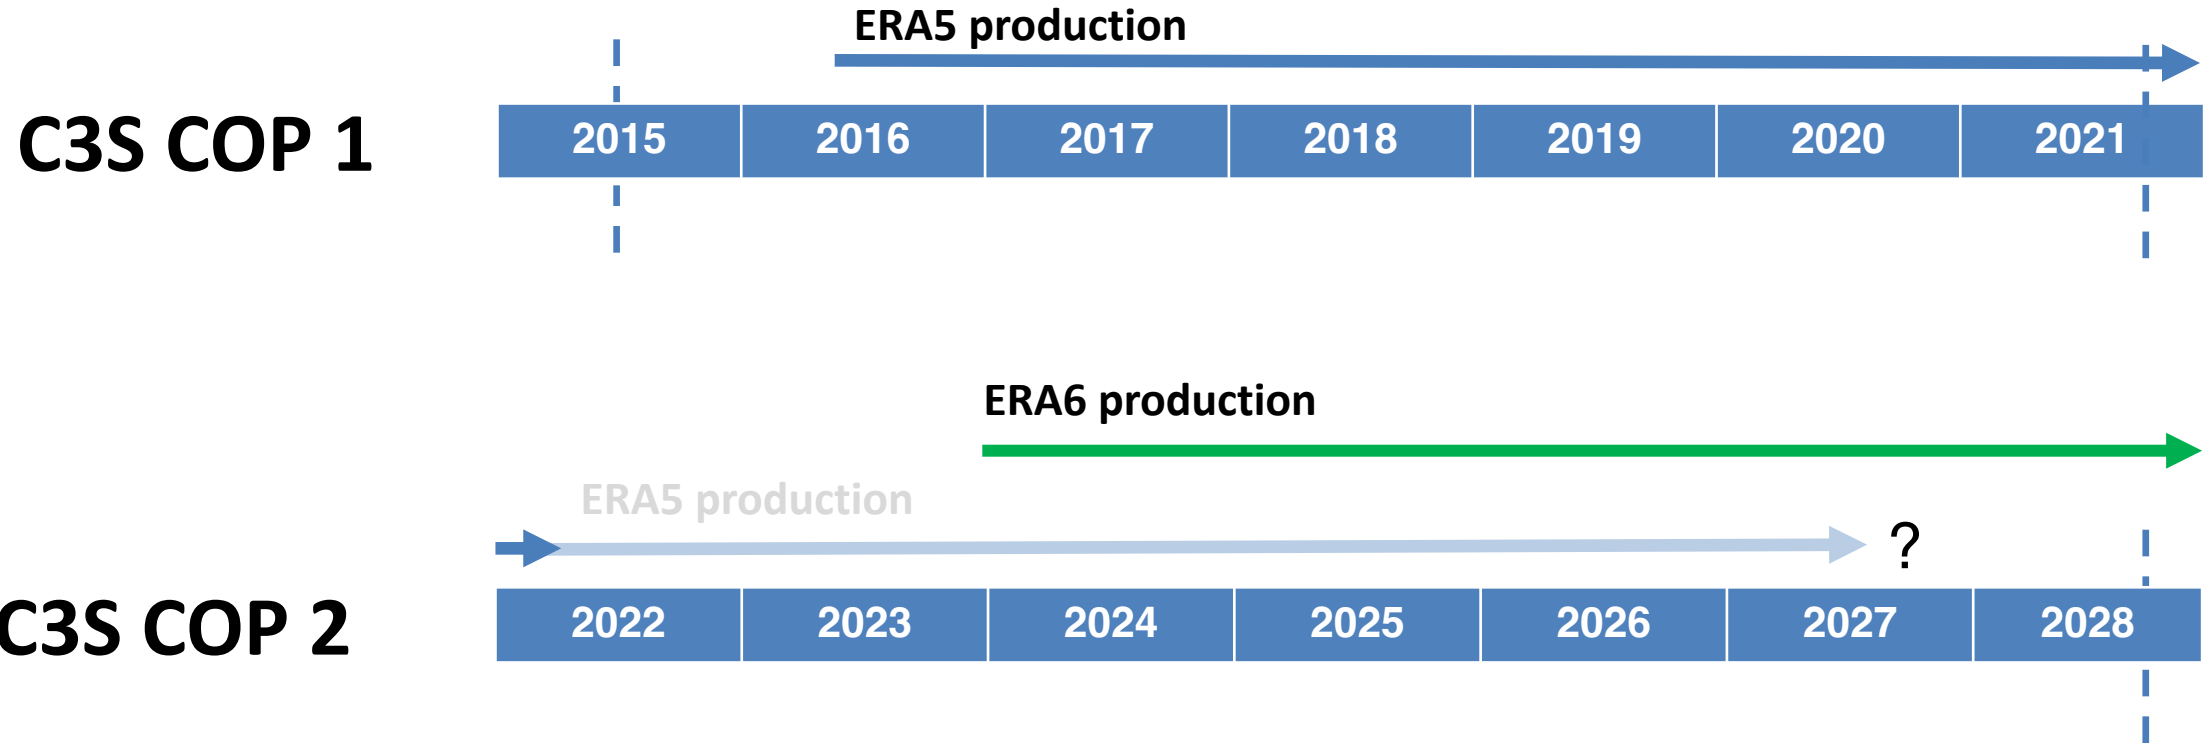 ERA5 production
C3S COP 1
2015 2016 2017 2018 2019 2020 2021
ERA6 production
ERA5 production
?
C3S COP 2
2022 2023 2024 2025 2026 2027 2028